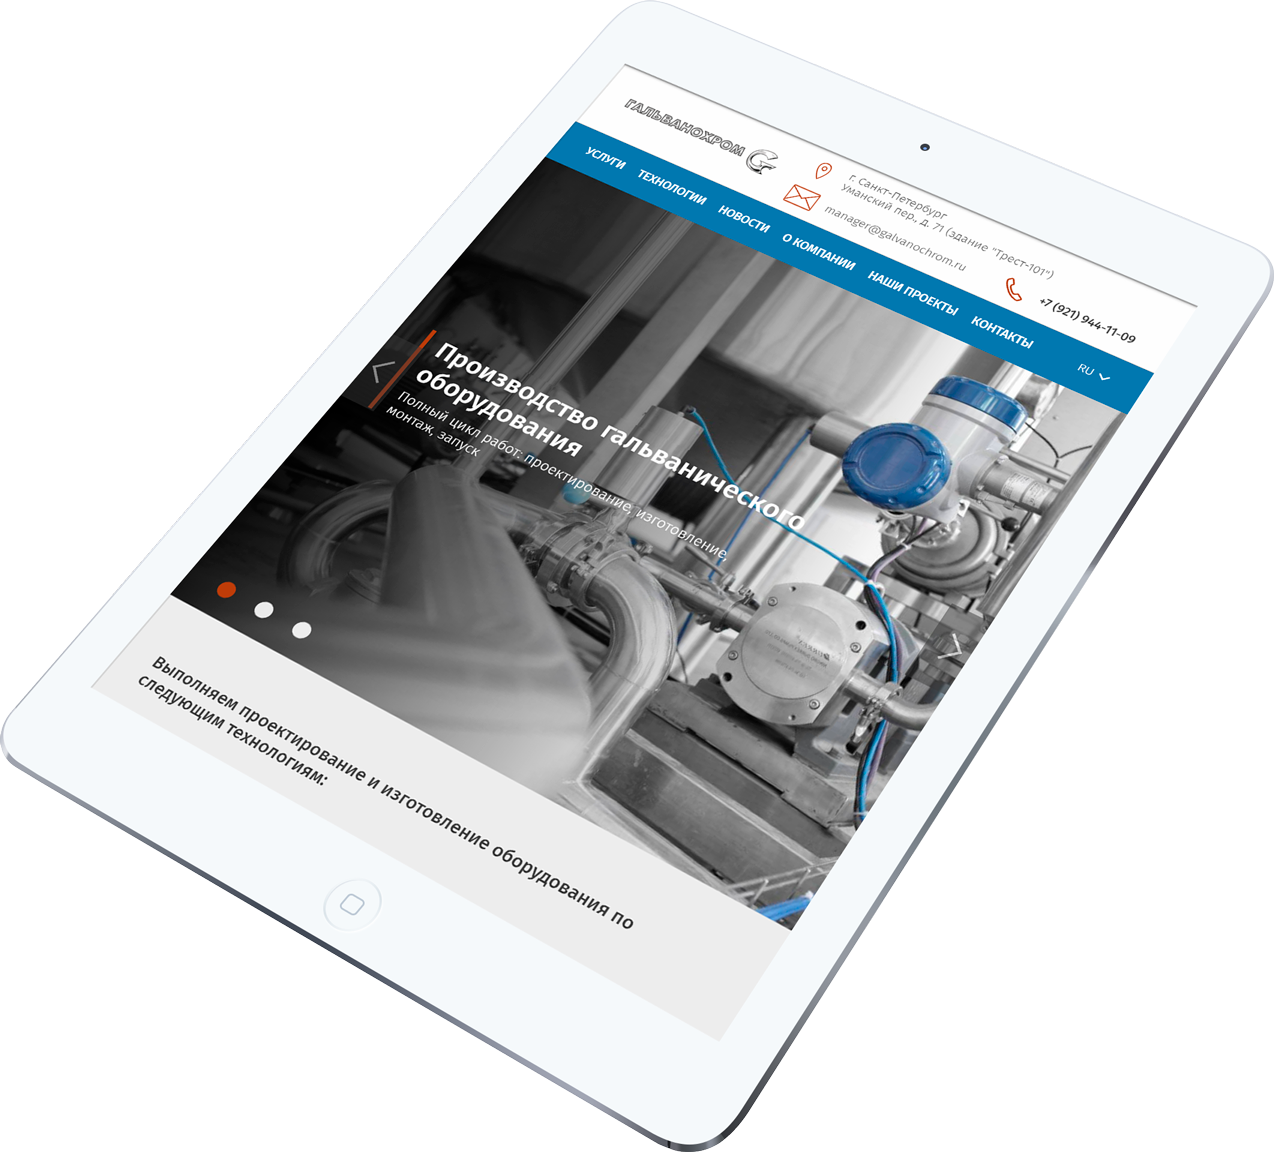 ГАЛЬВАНОХРОМ
г. Санкт-Петербург
Уманский пер., д. 71 (здание "Трест-101")
manager@galvanochrom.ru
+7 (921) 944-11-09
УСЛУГИ ТЕХНОЛОГИИ НОВОСТИ О КОМПАНИИ НАШИ ПРОЕКТЫ КОНТАКТЫ RU
Производство гальванического
оборудования
Полный цикл работ: проектирование, изготовление,
монтаж, запуск
Выполняем проектирование и изготовление оборудования по
следующим технологиям: